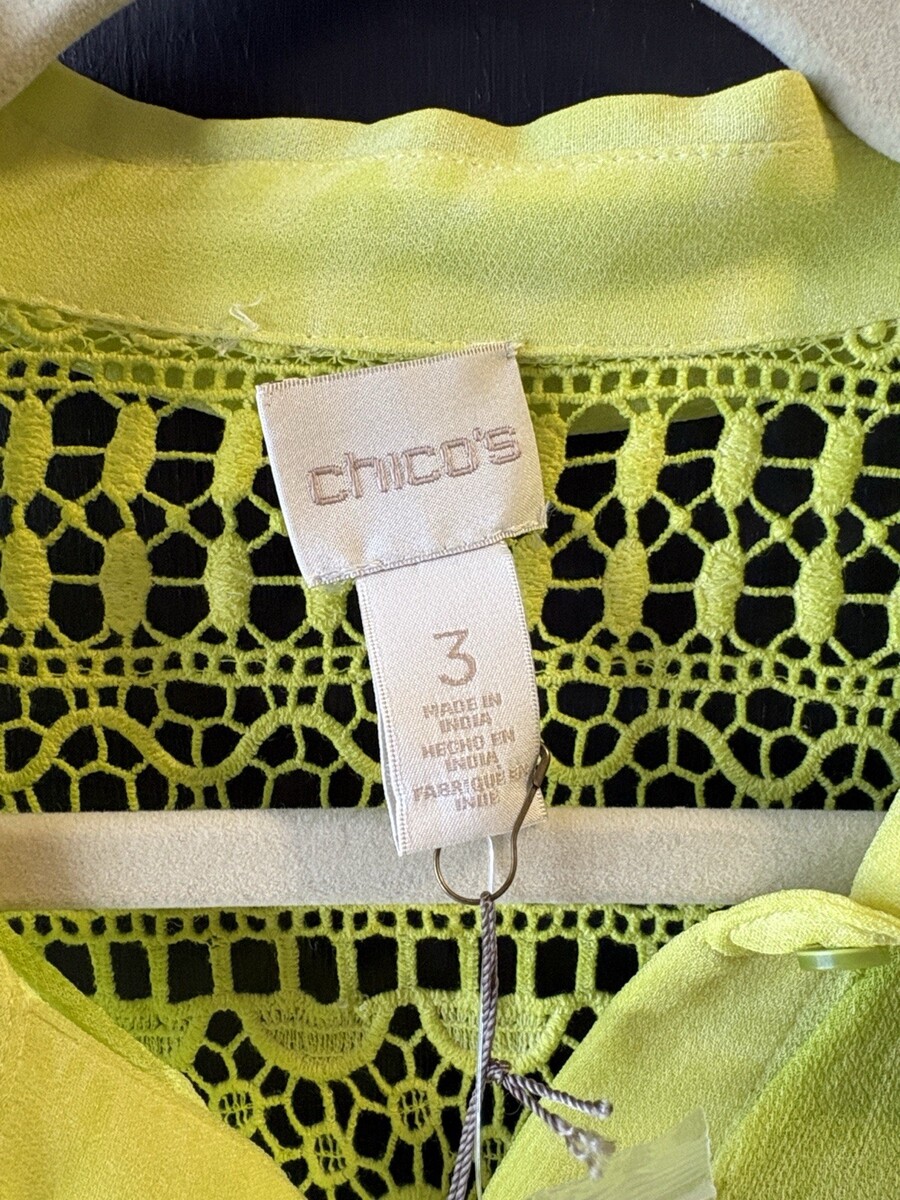 chico's
3
MADE IN
INDIA
HECHO EN
INDIA
FABRIQUE EN
INDE